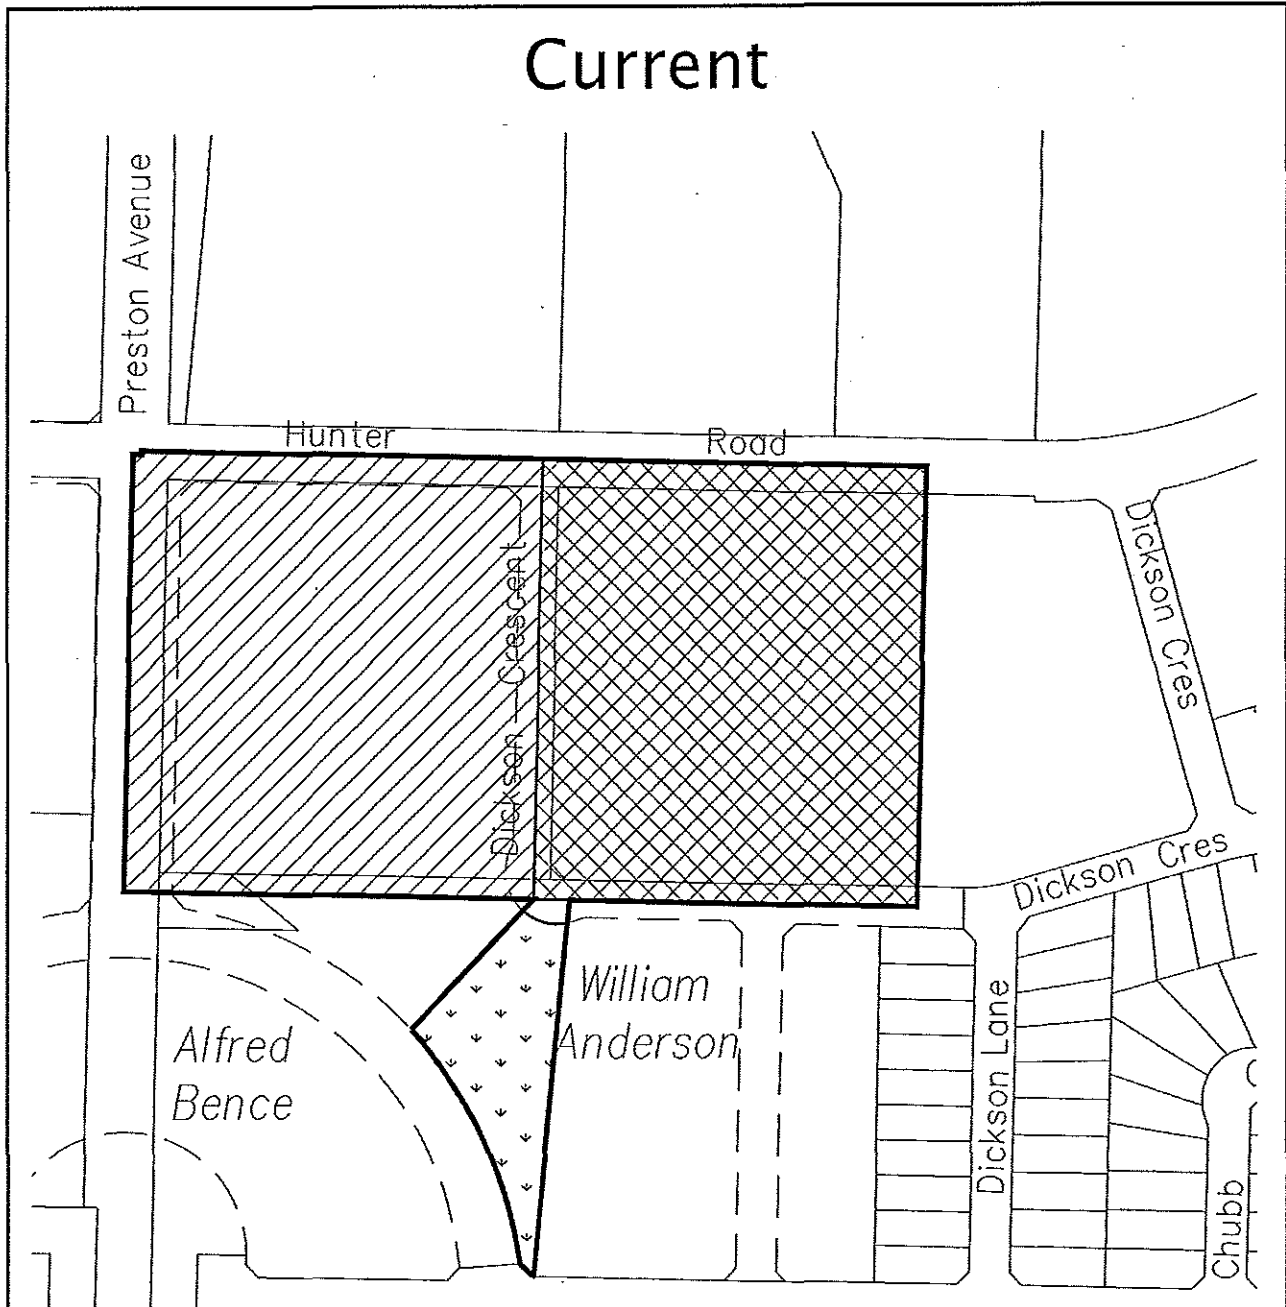 Current
Preston Avenue
Hunter Road
Dickson Crescent
Dickson Cres
Dickson Cres
William
Anderson
Alfred
Bence
Dickson Lane
Chubb